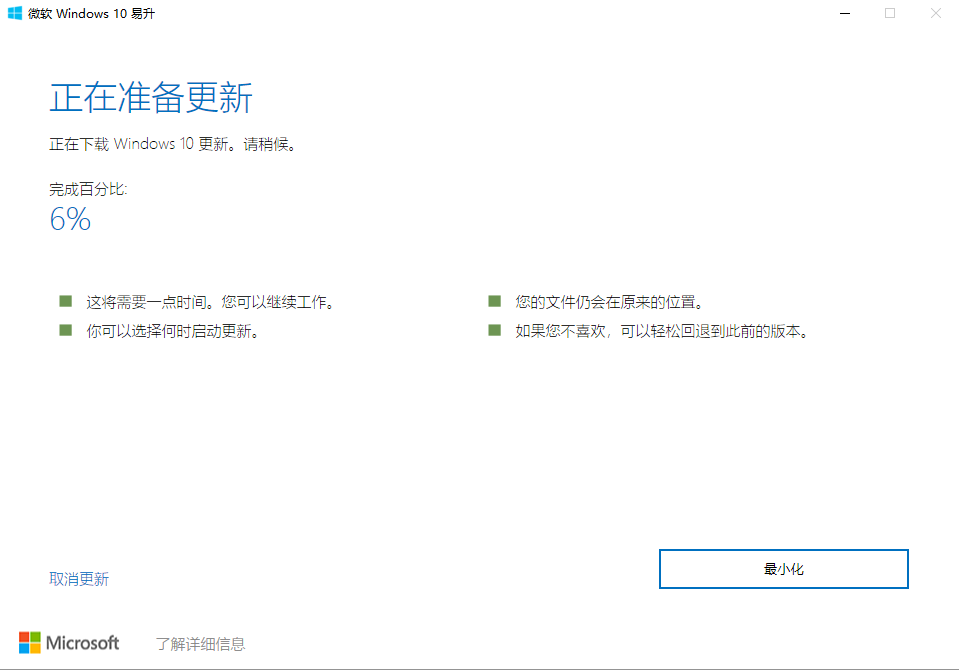 微软 Windows 10 易升
正在准备更新
正在下载 Windows 10 更新。请稍候。
完成百分比:
6%
这将需要一点时间。您可以继续工作。
你可以选择何时启动更新。
您的文件仍会在原来的位置。
如果您不喜欢，可以轻松回退到此前的版本。
取消更新
最小化
Microsoft
了解详细信息